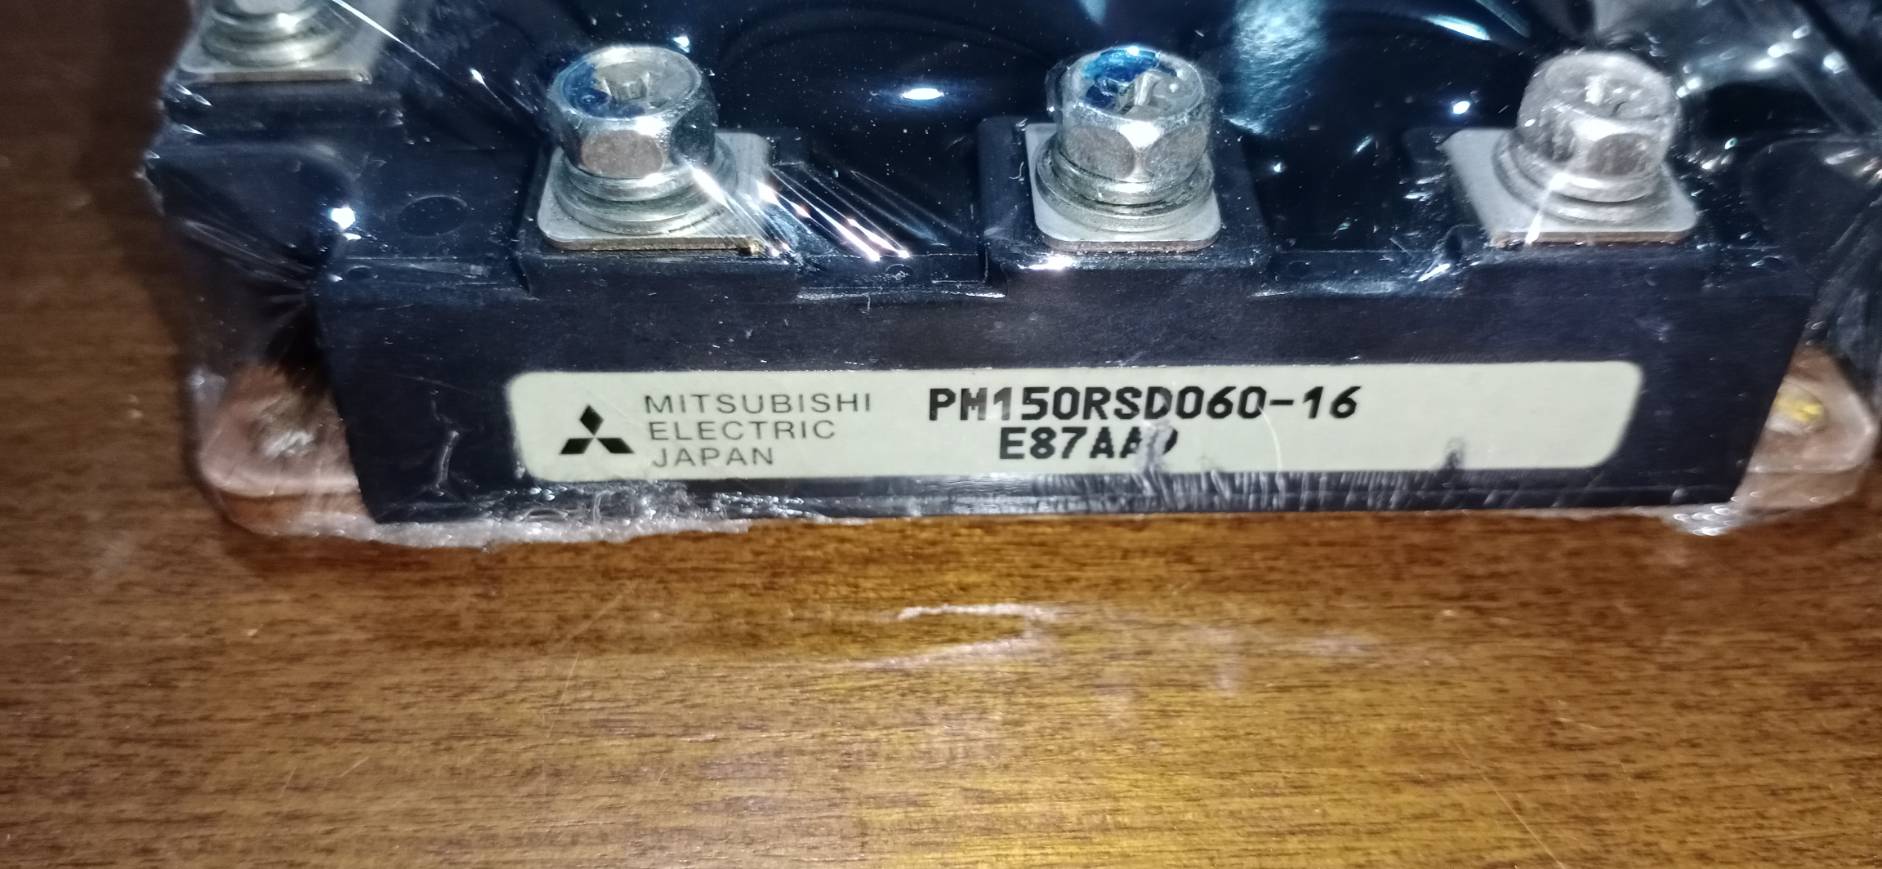 MITSUBISHI
ELECTRIC
JAPAN
PM150RSD060-16